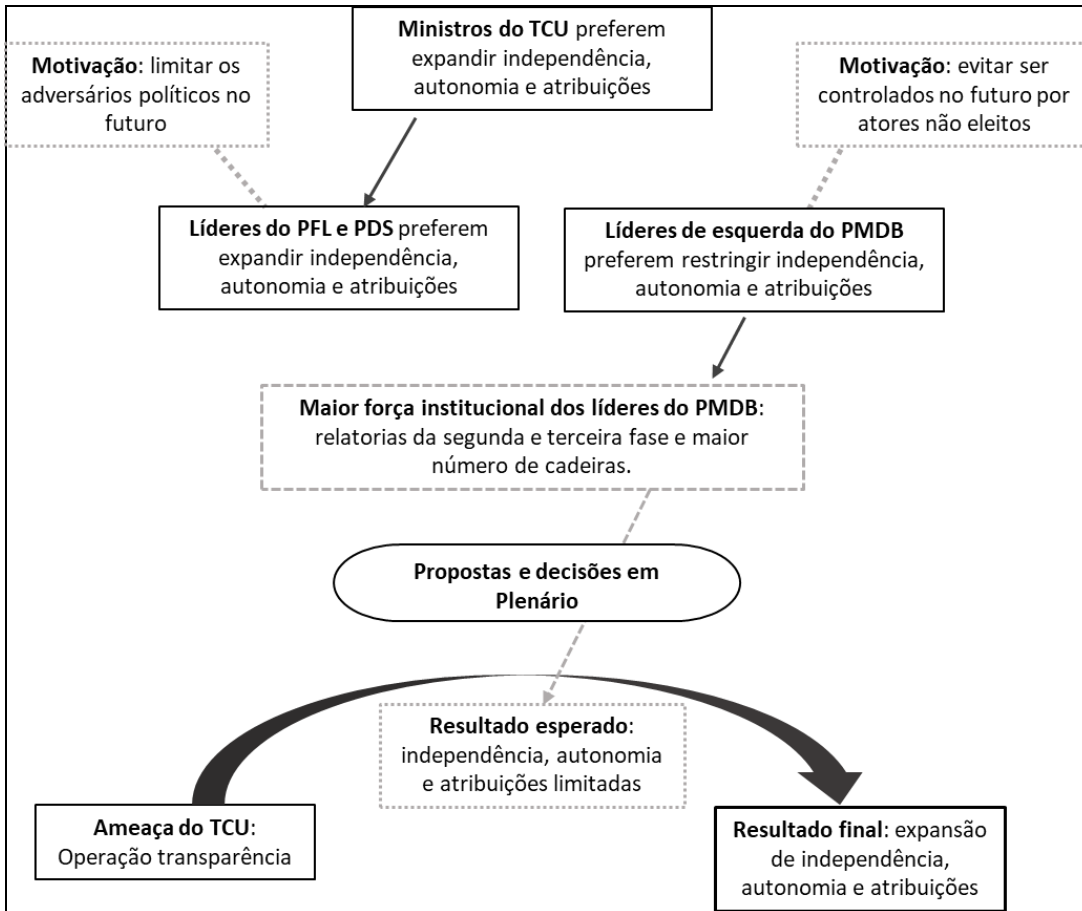 Ministros do TCU preferem
expandir independência,
autonomia e atribuições
Motivação: limitar os
adversários políticos no
futuro
Motivação: evitar ser
controlados no futuro por
atores não eleitos
Líderes do PFL e PDS preferem
expandir independência,
autonomia e atribuições
Líderes de esquerda do PMDB
preferem restringir independência,
autonomia e atribuições
Maior força institucional dos líderes do PMDB:
relatorias da segunda e terceira fase e maior
número de cadeiras.
Propostas e decisões em
Plenário
Resultado esperado:
independência, autonomia
e atribuições limitadas
Ameaça do TCU:
Operação transparência
Resultado final: expansão
de independência,
autonomia e atribuições